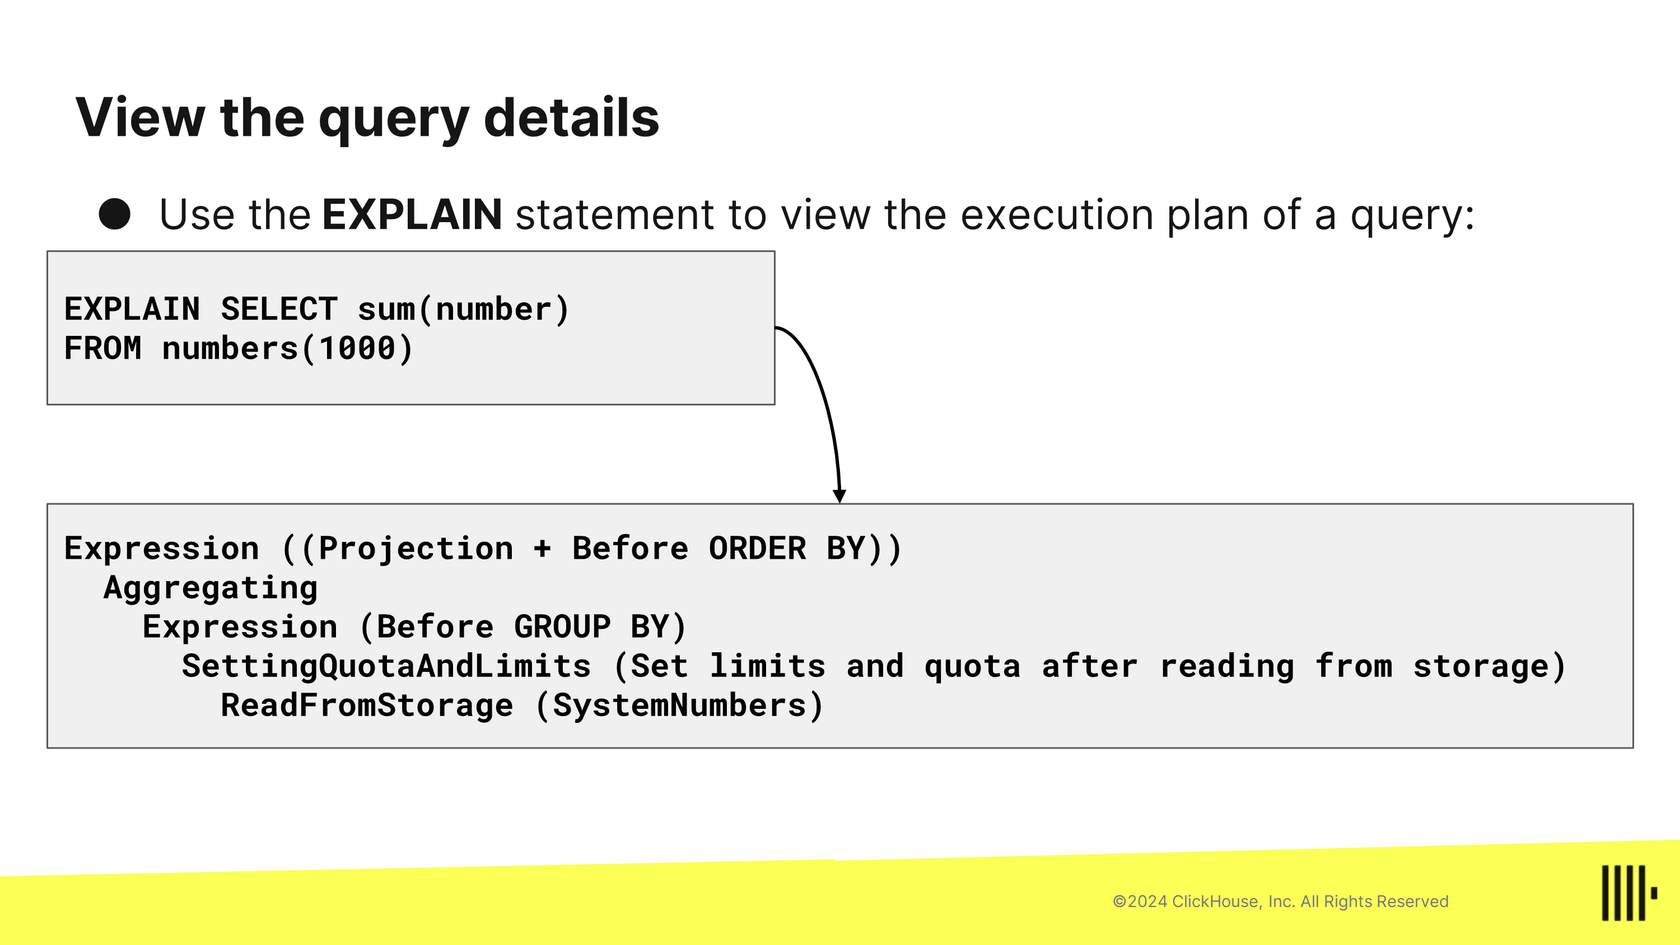 View the query details
● Use the EXPLAIN statement to view the execution plan of a query:
EXPLAIN SELECT sum(number)
FROM numbers(1000)
Expression ((Projection + Before ORDER BY))
  Aggregating
    Expression (Before GROUP BY)
      SettingQuotaAndLimits (Set limits and quota after reading from storage)
        ReadFromStorage (SystemNumbers)
©2024 ClickHouse, Inc. All Rights Reserved